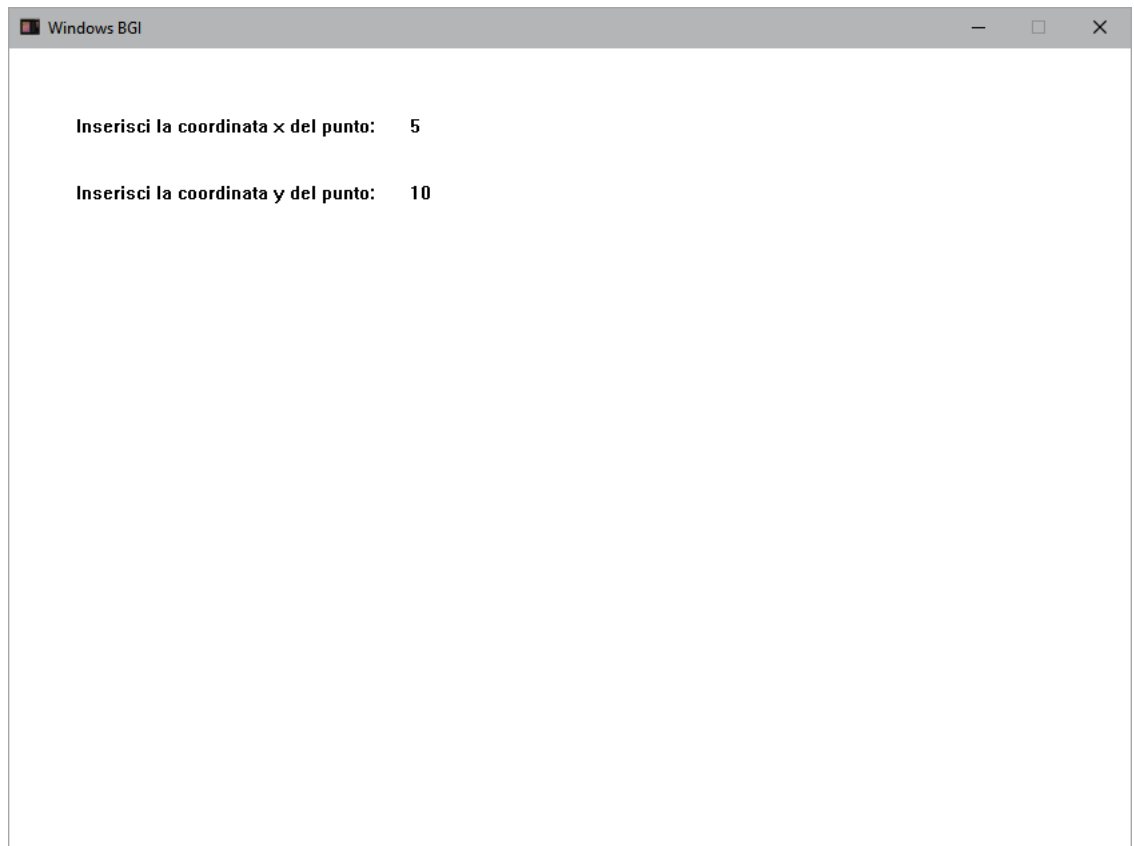 Windows BGI
Inserisci la coordinata x del punto: 5
Inserisci la coordinata y del punto: 10